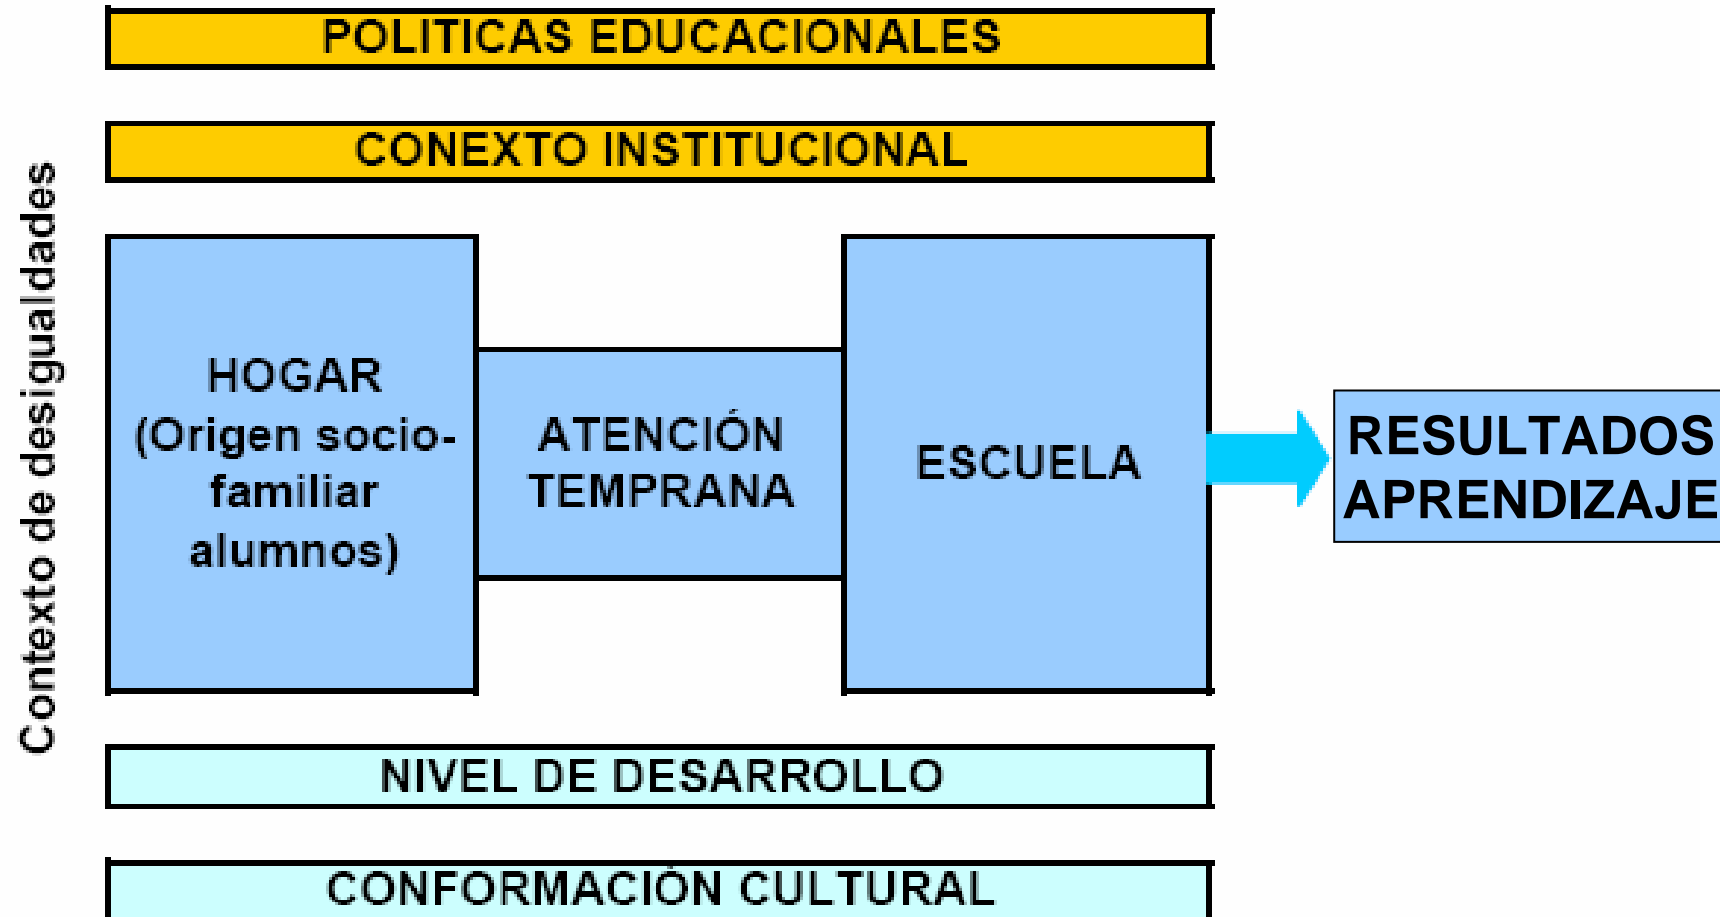 POLITICAS EDUCACIONALES
CONEXTO INSTITUCIONAL
Contexto de desigualdades
HOGAR
(Origen socio-
familiar
alumnos)
ATENCIÓN
TEMPRANA
ESCUELA
RESULTADOS
APRENDIZAJE
NIVEL DE DESARROLLO
CONFORMACIÓN CULTURAL